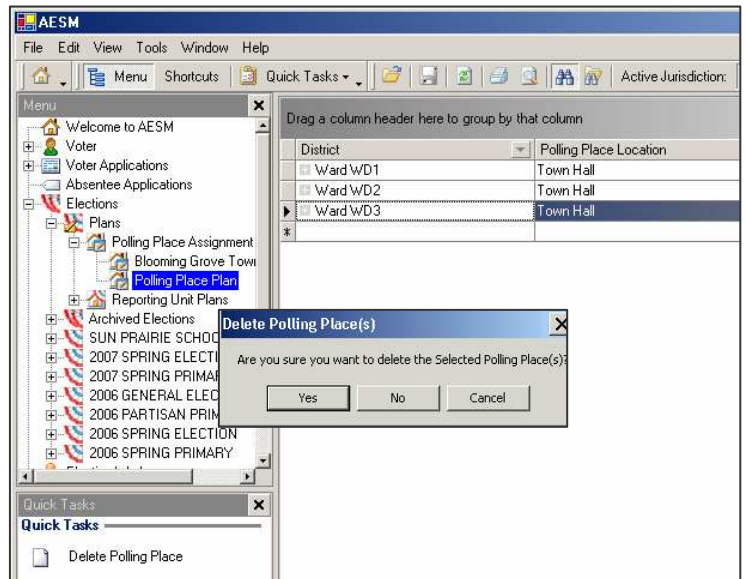 AESM
File Edit View Tools Window Help
Menu Shortcuts Quick Tasks Active Jurisdiction:
Menu
Welcome to AESM
Voter
Voter Applications
Absentee Applications
Elections
Plans
Polling Place Assignment
Blooming Grove Tow
Polling Place Plan
Reporting Unit Plans
Archived Elections
SUN PRAIRIE SCHOO
2007 SPRING ELECTI
2007 SPRING PRIMA
2006 GENERAL ELEC
2006 PARTISAN PRIM
2006 SPRING ELECTION
2006 SPRING PRIMARY
Drag a column header here to group by that column
District Polling Place Location
Ward WD1 Town Hall
Ward WD2 Town Hall
Ward WD3 Town Hall
Delete Polling Place(s)
Are you sure you want to delete the Selected Polling Place(s)?
Yes No Cancel
Quick Tasks
Quick Tasks
Delete Polling Place